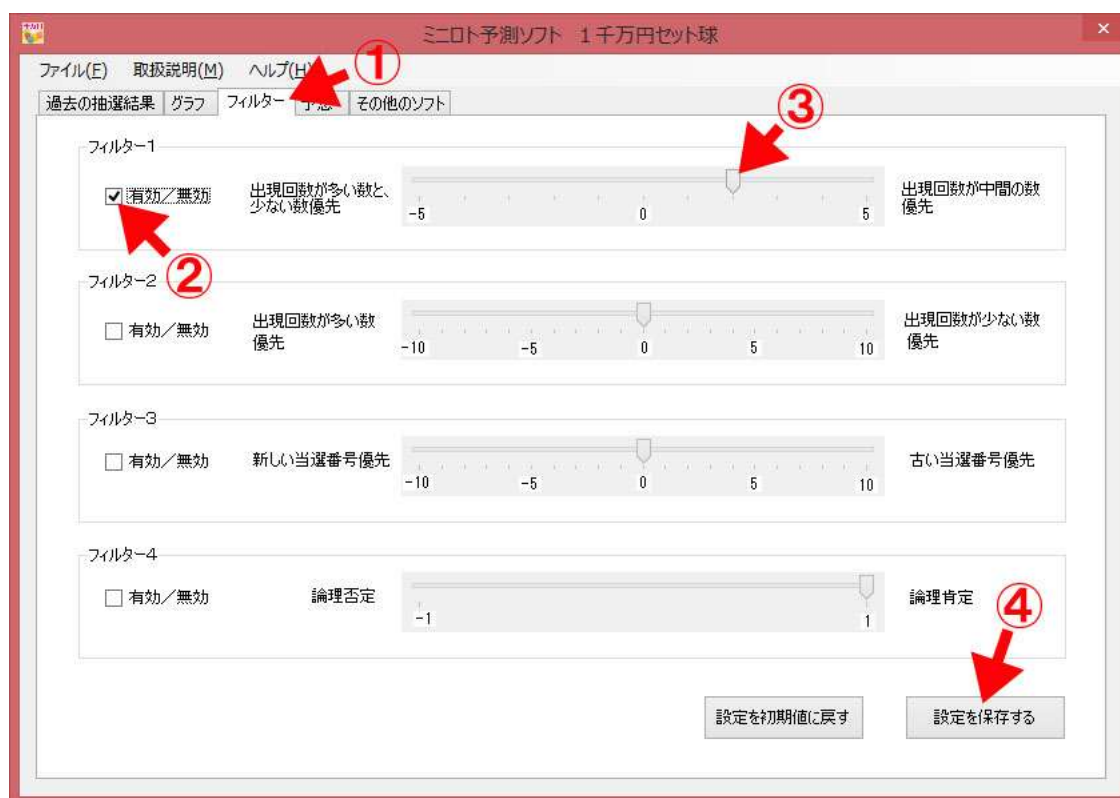 ミニロト予測ソフト 1千万円セット球
ファイル(F) 取扱説明(M) ヘルプ(H)
①
過去の抽選結果 グラフ フィルター 予想 その他のソフト
③
フィルター1
有効/無効
出現回数が多い数と、
少ない数優先
-5 0 5
出現回数が中間の数
優先
②
フィルター2
有効/無効
出現回数が多い数
優先
-10 -5 0 5 10
出現回数が少ない数
優先
フィルター3
有効/無効 新しい当選番号優先
-10 -5 0 5 10
古い当選番号優先
フィルター4
有効/無効 論理否定
-1 1
論理肯定
④
設定を初期値に戻す 設定を保存する